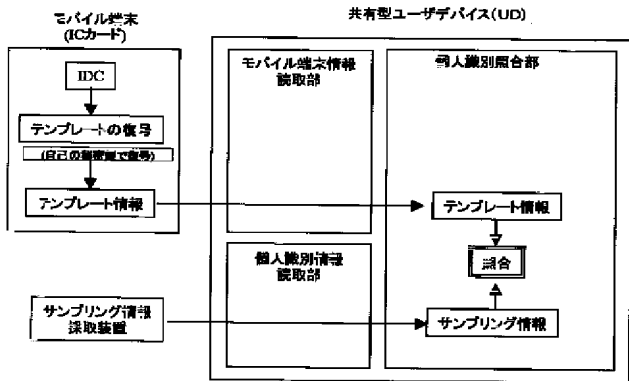 モバイル端末
(ICカード)
IDC
テンプレートの復号
(自己の秘密鍵で復号)
テンプレート情報
サンプリング情報
採取装置
共有型ユーザデバイス(UD)
モバイル端末情報
読取部
個人識別情報
読取部
個人識別照合部
テンプレート情報
照合
サンプリング情報